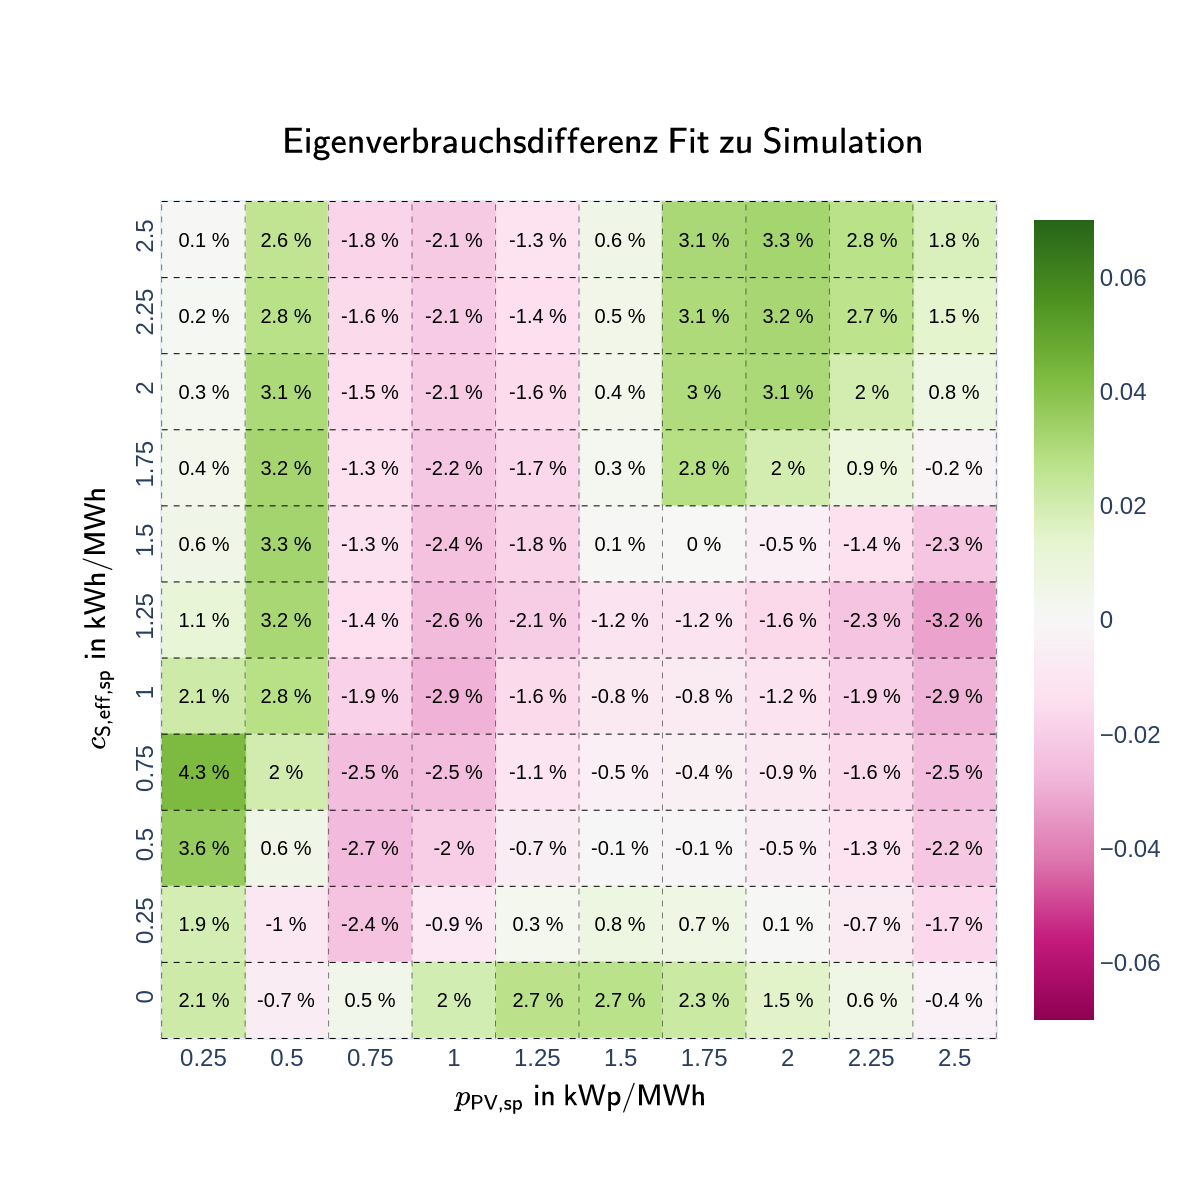 Eigenverbrauchsdifferenz Fit zu Simulation
2.5 0.1 % 2.6 % -1.8 % -2.1 % -1.3 % 0.6 % 3.1 % 3.3 % 2.8 % 1.8 %
2.25 0.2 % 2.8 % -1.6 % -2.1 % -1.4 % 0.5 % 3.1 % 3.2 % 2.7 % 1.5 %
2 0.3 % 3.1 % -1.5 % -2.1 % -1.6 % 0.4 % 3 % 3.1 % 2 % 0.8 %
1.75 0.4 % 3.2 % -1.3 % -2.2 % -1.7 % 0.3 % 2.8 % 2 % 0.9 % -0.2 %
1.5 0.6 % 3.3 % -1.3 % -2.4 % -1.8 % 0.1 % 0 % -0.5 % -1.4 % -2.3 %
1.25 1.1 % 3.2 % -1.4 % -2.6 % -2.1 % -1.2 % -1.2 % -1.6 % -2.3 % -3.2 %
1 2.1 % 2.8 % -1.9 % -2.9 % -1.6 % -0.8 % -0.8 % -1.2 % -1.9 % -2.9 %
0.75 4.3 % 2 % -2.5 % -2.5 % -1.1 % -0.5 % -0.4 % -0.9 % -1.6 % -2.5 %
0.5 3.6 % 0.6 % -2.7 % -2 % -0.7 % -0.1 % -0.1 % -0.5 % -1.3 % -2.2 %
0.25 1.9 % -1 % -2.4 % -0.9 % 0.3 % 0.8 % 0.7 % 0.1 % -0.7 % -1.7 %
0 2.1 % -0.7 % 0.5 % 2 % 2.7 % 2.7 % 2.3 % 1.5 % 0.6 % -0.4 %
0.25 0.5 0.75 1 1.25 1.5 1.75 2 2.25 2.5
p PV,sp in kWp/MWh
c S,eff,sp in kWh/MWh
0.06
0.04
0.02
0
−0.02
−0.04
−0.06